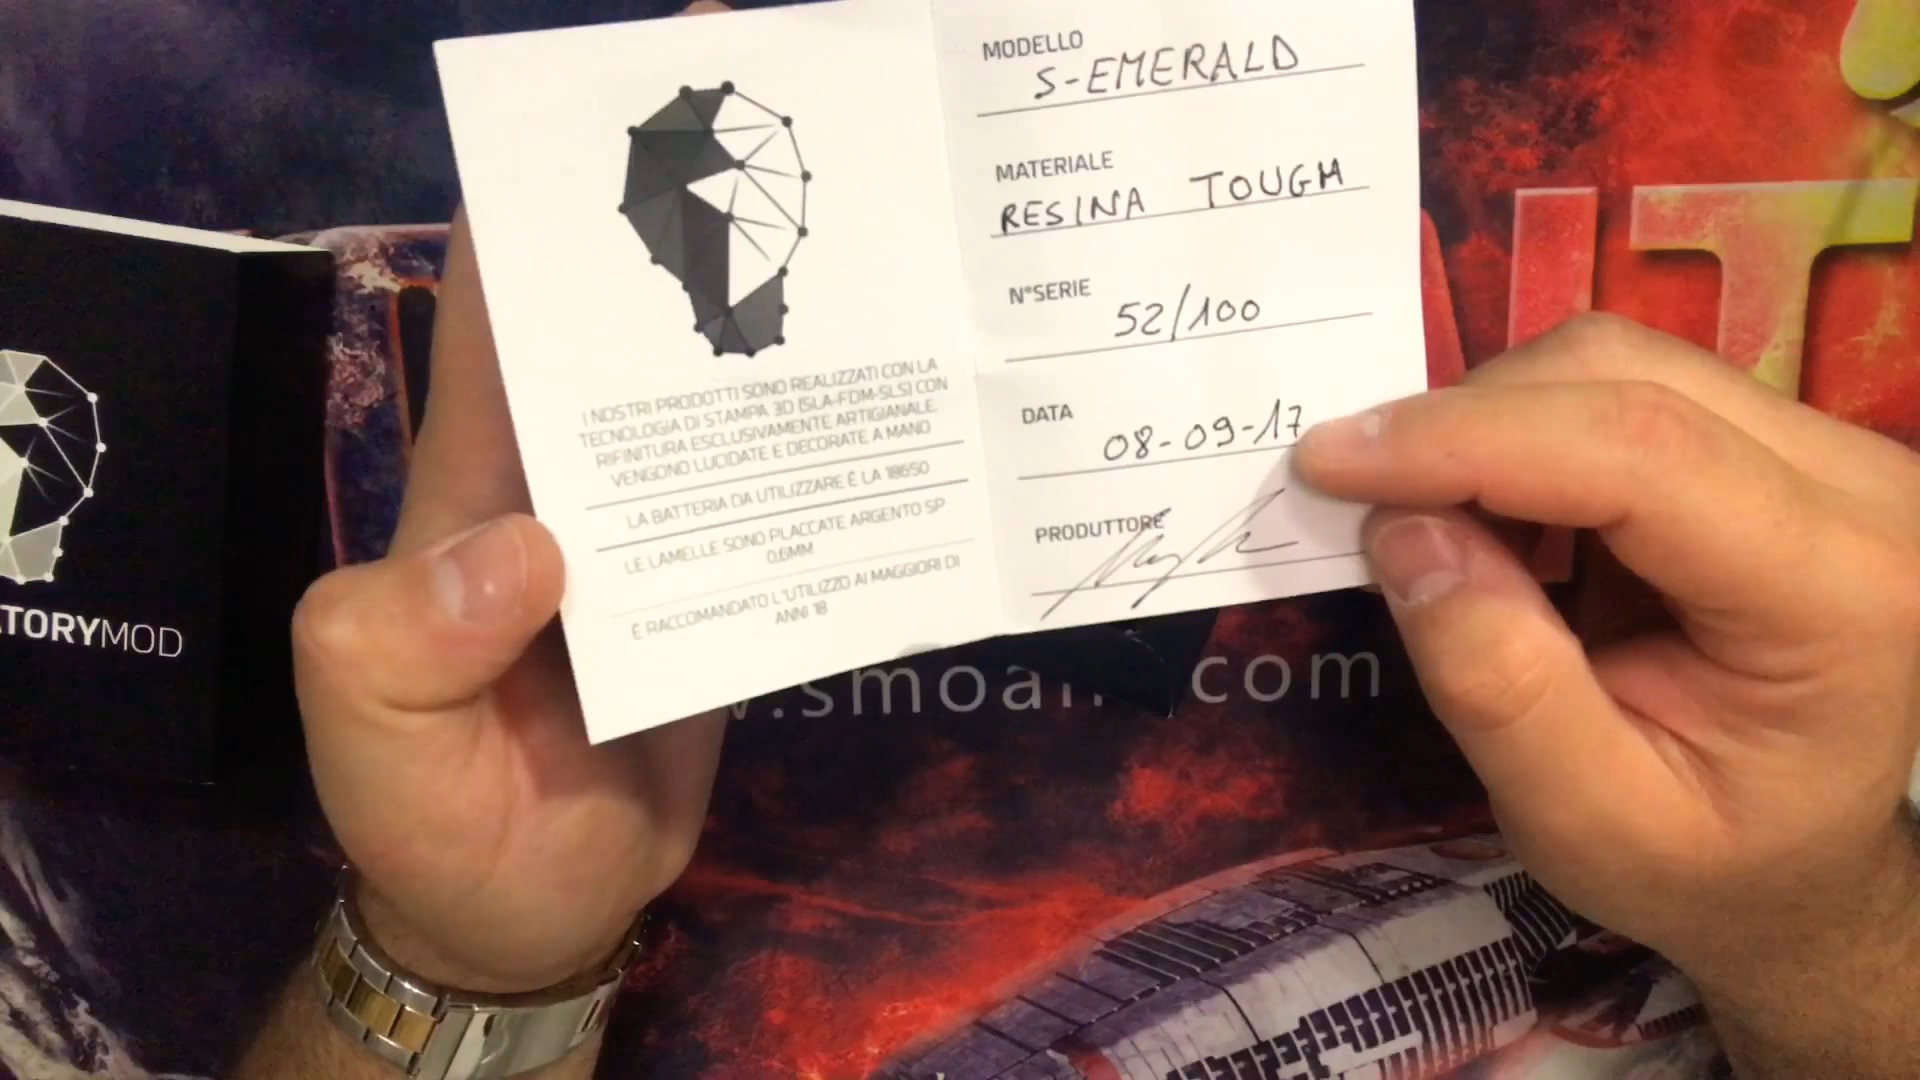 MODELLO
S-EMERALD
MATERIALE
RESINA TOUGH
N°SERIE
52/100
DATA
08-09-17
PRODUTTORE
I NOSTRI PRODOTTI SONO REALIZZATI CON LA
TECNOLOGIA DI STAMPA 3D (SLA-FDM-SLS) CON
RIFINITURA ESCLUSIVAMENTE ARTIGIANALE.
VENGONO LUCIDATE E DECORATE A MANO
LA BATTERIA DA UTILIZZARE È LA 18650
LE LAMELLE SONO PLACCATE ARGENTO SP
0.6MM
È RACCOMANDATO L'UTILIZZO AI MAGGIORI DI
ANNI 18
TORYMOD
.com
IT